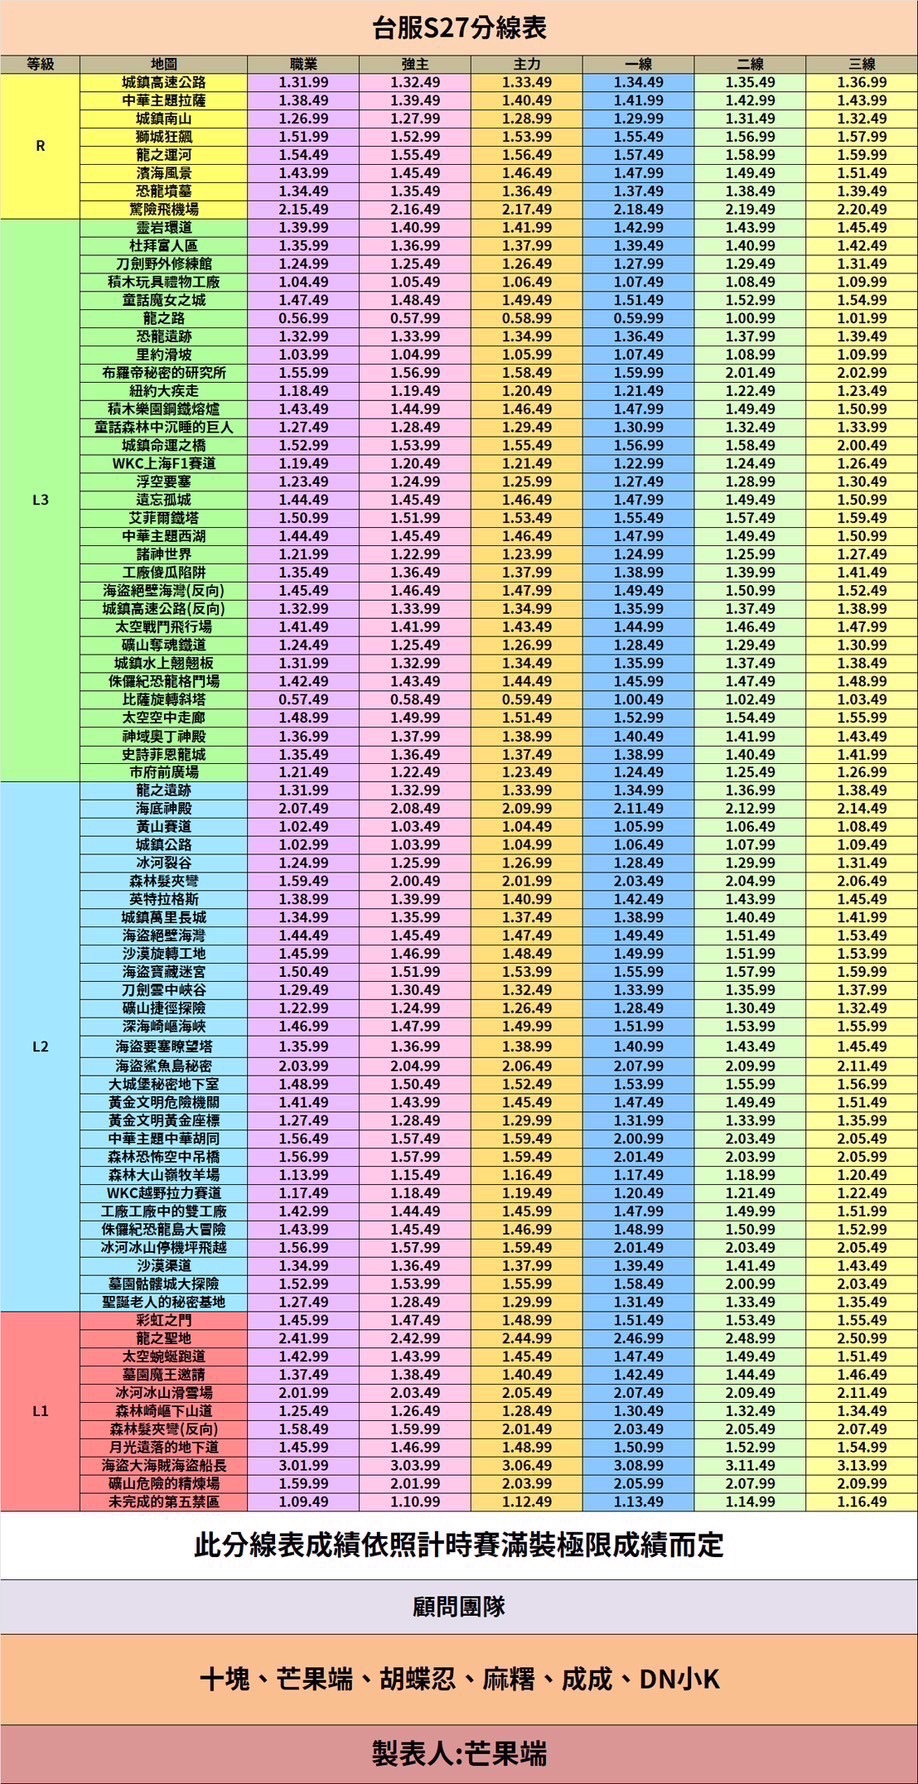 台服S27分線表
等級 地圖 職業 強主 主力 一線 二線 三線
城鎮高速公路 1.31.99 1.32.49 1.33.49 1.34.49 1.35.49 1.36.99
中華主題拉薩 1.38.49 1.39.49 1.40.49 1.41.99 1.42.99 1.43.99
城鎮南山 1.26.99 1.27.99 1.28.99 1.29.99 1.31.49 1.32.49
獅城狂飆 1.51.99 1.52.99 1.53.99 1.55.49 1.56.99 1.57.99
R
龍之運河 1.54.49 1.55.49 1.56.49 1.57.49 1.58.99 1.59.99
濱海風景 1.43.99 1.45.49 1.46.49 1.47.99 1.49.49 1.51.49
恐龍墳墓 1.34.49 1.35.49 1.36.49 1.37.49 1.38.49 1.39.49
驚險飛機場 2.15.49 2.16.49 2.17.49 2.18.49 2.19.49 2.20.49
靈岩環道 1.39.99 1.40.99 1.41.99 1.42.99 1.43.99 1.45.49
杜拜富人區 1.35.99 1.36.99 1.37.99 1.39.49 1.40.99 1.42.49
刀劍野外修練館 1.24.99 1.25.49 1.26.49 1.27.99 1.29.49 1.31.49
積木玩具禮物工廠 1.04.49 1.05.49 1.06.49 1.07.49 1.08.49 1.09.99
童話魔女之城 1.47.49 1.48.49 1.49.49 1.51.49 1.52.99 1.54.99
龍之路 0.56.99 0.57.99 0.58.99 0.59.99 1.00.99 1.01.99
恐龍遺跡 1.32.99 1.33.99 1.34.99 1.36.49 1.37.99 1.39.49
里約滑坡 1.03.99 1.04.99 1.05.99 1.07.49 1.08.99 1.09.99
布羅帝秘密的研究所 1.55.99 1.56.99 1.58.49 1.59.99 2.01.49 2.02.99
紐約大疾走 1.18.49 1.19.49 1.20.49 1.21.49 1.22.49 1.23.49
積木樂園鋼鐵熔爐 1.43.49 1.44.99 1.46.49 1.47.99 1.49.49 1.50.99
童話森林中沉睡的巨人 1.27.49 1.28.49 1.29.49 1.30.99 1.32.49 1.33.99
城鎮命運之橋 1.52.99 1.53.99 1.55.49 1.56.99 1.58.49 2.00.49
WKC上海F1賽道 1.19.49 1.20.49 1.21.49 1.22.99 1.24.49 1.26.49
浮空要塞 1.23.49 1.24.99 1.25.99 1.27.49 1.28.99 1.30.49
L3 遺忘孤城 1.44.49 1.45.49 1.46.49 1.47.99 1.49.49 1.50.99
艾菲爾鐵塔 1.50.99 1.51.99 1.53.49 1.55.49 1.57.49 1.59.49
中華主題西湖 1.44.49 1.45.49 1.46.49 1.47.99 1.49.49 1.50.99
諸神世界 1.21.99 1.22.99 1.23.99 1.24.99 1.25.99 1.27.49
工廠傻瓜陷阱 1.35.49 1.36.49 1.37.99 1.38.99 1.39.99 1.41.49
海盜絕壁海灣(反向) 1.45.49 1.46.49 1.47.99 1.49.49 1.50.99 1.52.49
城鎮高速公路(反向) 1.32.99 1.33.99 1.34.99 1.35.99 1.37.49 1.38.99
太空戰鬥飛行場 1.41.49 1.41.99 1.43.49 1.44.99 1.46.49 1.47.99
礦山奪魂鐵道 1.24.49 1.25.49 1.26.99 1.28.49 1.29.49 1.30.99
城鎮水上翹翹板 1.31.99 1.32.99 1.34.49 1.35.99 1.37.49 1.38.49
侏儸紀恐龍格鬥場 1.42.49 1.43.49 1.44.49 1.45.99 1.47.49 1.48.99
比薩旋轉斜塔 0.57.49 0.58.49 0.59.49 1.00.49 1.02.49 1.03.49
太空空中走廊 1.48.99 1.49.99 1.51.49 1.52.99 1.54.49 1.55.99
神域奧丁神殿 1.36.99 1.37.99 1.38.99 1.40.49 1.41.99 1.43.49
史詩菲恩龍城 1.35.49 1.36.49 1.37.49 1.38.99 1.40.49 1.41.99
市府前廣場 1.21.49 1.22.49 1.23.49 1.24.49 1.25.49 1.26.99
龍之遺跡 1.31.99 1.32.99 1.33.99 1.34.99 1.36.99 1.38.49
海底神殿 2.07.49 2.08.49 2.09.99 2.11.49 2.12.99 2.14.49
黃山賽道 1.02.49 1.03.49 1.04.49 1.05.99 1.06.49 1.08.49
城鎮公路 1.02.99 1.03.99 1.04.99 1.06.49 1.07.99 1.09.49
冰河裂谷 1.24.99 1.25.99 1.26.99 1.28.49 1.29.99 1.31.49
森林髮夾彎 1.59.49 2.00.49 2.01.99 2.03.49 2.04.99 2.06.49
英特拉格斯 1.38.99 1.39.99 1.40.99 1.42.49 1.43.99 1.45.49
城鎮萬里長城 1.34.99 1.35.99 1.37.49 1.38.99 1.40.49 1.41.99
海盜絕壁海灣 1.44.49 1.45.49 1.47.49 1.49.49 1.51.49 1.53.49
沙漠旋轉工地 1.45.99 1.46.99 1.48.49 1.49.99 1.51.99 1.53.99
海盜寶藏迷宮 1.50.49 1.51.99 1.53.99 1.55.99 1.57.99 1.59.99
刀劍雲中峽谷 1.29.49 1.30.49 1.32.49 1.33.99 1.35.99 1.37.99
礦山捷徑探險 1.22.99 1.24.99 1.26.49 1.28.49 1.30.49 1.32.49
深海崎嶇海峽 1.46.99 1.47.99 1.49.99 1.51.99 1.53.99 1.55.99
L2 海盜要塞瞭望塔 1.35.99 1.36.99 1.38.99 1.40.99 1.43.49 1.45.49
海盜鯊魚島秘密 2.03.99 2.04.99 2.06.49 2.07.99 2.09.99 2.11.49
大城堡秘密地下室 1.48.99 1.50.49 1.52.49 1.53.99 1.55.99 1.56.99
黃金文明危險機關 1.41.49 1.43.99 1.45.49 1.47.49 1.49.49 1.51.49
黃金文明黃金座標 1.27.49 1.28.49 1.29.99 1.31.99 1.33.99 1.35.99
中華主題中華胡同 1.56.49 1.57.49 1.59.49 2.00.99 2.03.49 2.05.49
森林恐怖空中吊橋 1.56.99 1.57.99 1.59.49 2.01.49 2.03.99 2.05.99
森林大山嶺牧羊場 1.13.99 1.15.49 1.16.49 1.17.49 1.18.99 1.20.49
WKC越野拉力賽道 1.17.49 1.18.49 1.19.49 1.20.49 1.21.49 1.22.49
工廠工廠中的雙工廠 1.42.99 1.44.49 1.45.99 1.47.99 1.49.99 1.51.99
侏儸紀恐龍島大冒險 1.43.99 1.45.49 1.46.99 1.48.99 1.50.99 1.52.99
冰河冰山停機坪飛越 1.56.99 1.57.99 1.59.49 2.01.49 2.03.49 2.05.49
沙漠渠道 1.34.99 1.36.49 1.37.99 1.39.49 1.41.49 1.43.49
墓園骷髏城大探險 1.52.99 1.53.99 1.55.99 1.58.49 2.00.99 2.03.49
聖誕老人的秘密基地 1.27.49 1.28.49 1.29.99 1.31.49 1.33.49 1.35.49
彩虹之門 1.45.99 1.47.49 1.48.99 1.51.49 1.53.49 1.55.49
龍之聖地 2.41.99 2.42.99 2.44.99 2.46.99 2.48.99 2.50.99
太空蜿蜒跑道 1.42.99 1.43.99 1.45.49 1.47.49 1.49.49 1.51.49
墓園魔王邀請 1.37.49 1.38.49 1.40.49 1.42.49 1.44.49 1.46.49
冰河冰山滑雪場 2.01.99 2.03.49 2.05.49 2.07.49 2.09.49 2.11.49
L1 森林崎嶇下山道 1.25.49 1.26.49 1.28.49 1.30.49 1.32.49 1.34.49
森林髮夾彎(反向) 1.58.49 1.59.99 2.01.49 2.03.49 2.05.49 2.07.49
月光遺落的地下道 1.45.99 1.46.99 1.48.99 1.50.99 1.52.99 1.54.99
海盜大海賊海盜船長 3.01.99 3.03.99 3.06.49 3.08.99 3.11.49 3.13.99
礦山危險的精煉場 1.59.99 2.01.99 2.03.99 2.05.99 2.07.99 2.09.99
未完成的第五禁區 1.09.49 1.10.99 1.12.49 1.13.49 1.14.99 1.16.49
此分線表成績依照計時賽滿裝極限成績而定
顧問團隊
十塊、芒果端、胡蝶忍、麻糬、成成、DN小K
製表人:芒果端